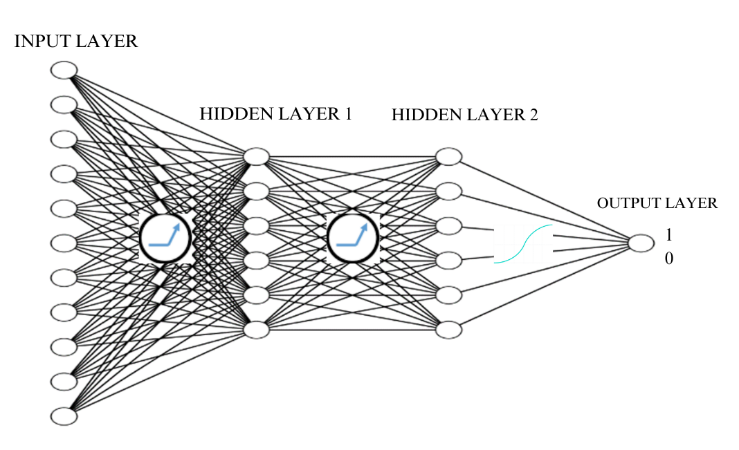 INPUT LAYER
HIDDEN LAYER 1
HIDDEN LAYER 2
OUTPUT LAYER
1
0